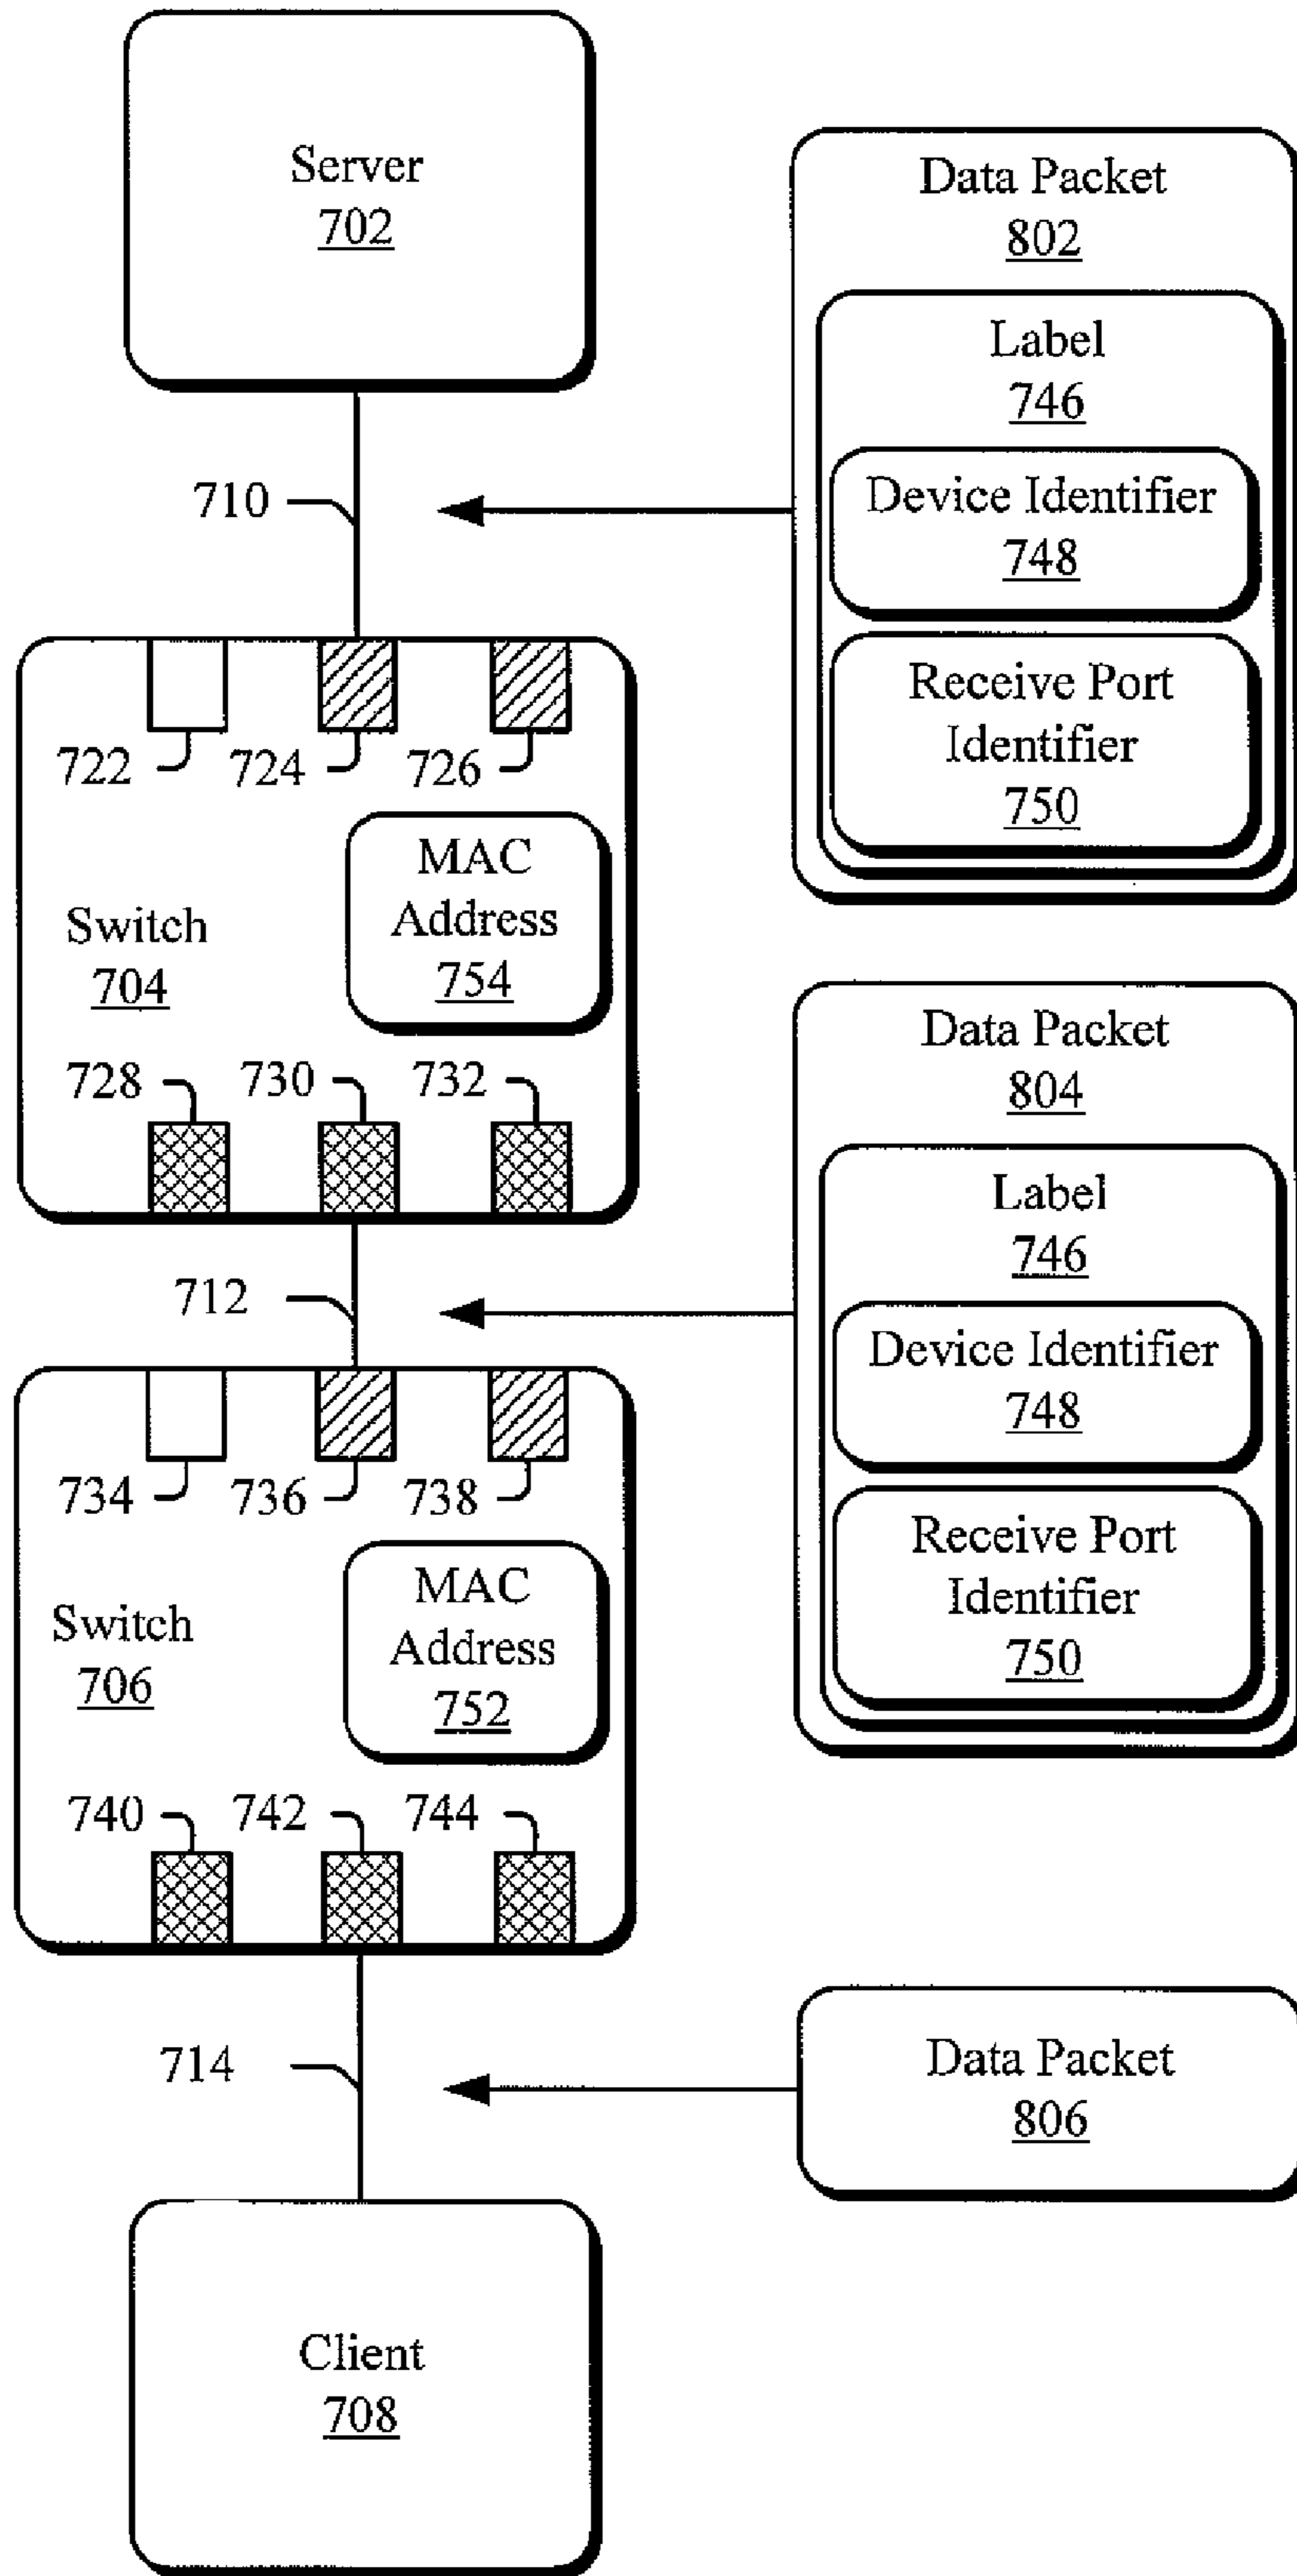 Server
702
Data Packet
802
Label
746
Device Identifier
748
Receive Port
Identifier
750
710
722
724
726
MAC
Address
754
Switch
704
728
730
732
Data Packet
804
Label
746
Device Identifier
748
Receive Port
Identifier
750
712
734
736
738
MAC
Address
752
Switch
706
740
742
744
714
Data Packet
806
Client
708